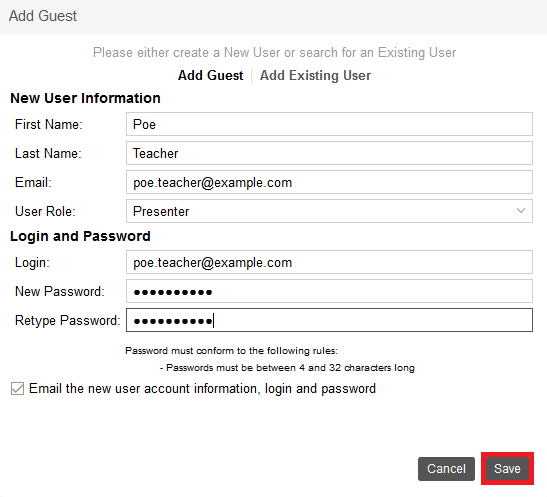 Add Guest
Please either create a New User or search for an Existing User
Add Guest | Add Existing User
New User Information
First Name: Poe
Last Name: Teacher
Email: poe.teacher@example.com
User Role: Presenter
Login and Password
Login: poe.teacher@example.com
New Password: ●●●●●●●●●●
Retype Password: ●●●●●●●●●●
Password must conform to the following rules:
- Passwords must be between 4 and 32 characters long
Email the new user account information, login and password
Cancel Save